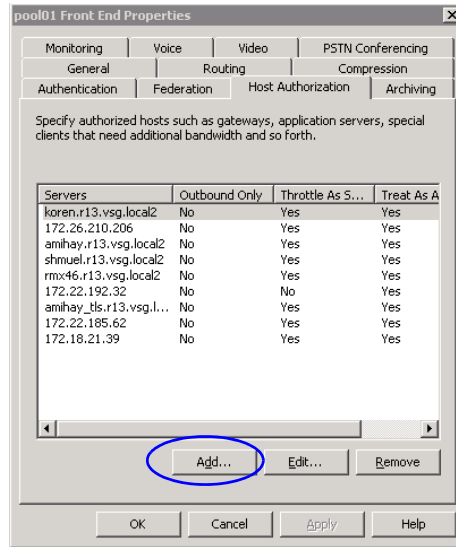 pool01 Front End Properties
Monitoring Voice Video PSTN Conferencing
General Routing Compression
Authentication Federation Host Authorization Archiving
Specify authorized hosts such as gateways, application servers, special
clients that need additional bandwidth and so forth.
Servers Outbound Only Throttle As S... Treat As A
koren.r13.vsg.local2 No Yes Yes
172.26.210.206 No Yes Yes
amihay.r13.vsg.local2 No Yes Yes
shmuel.r13.vsg.local2 No Yes Yes
rmx46.r13.vsg.local2 No Yes Yes
172.22.192.32 No No Yes
amihay_tls.r13.vsg.l... No Yes Yes
172.22.185.62 No Yes Yes
172.18.21.39 No Yes Yes
Add... Edit... Remove
OK Cancel Apply Help